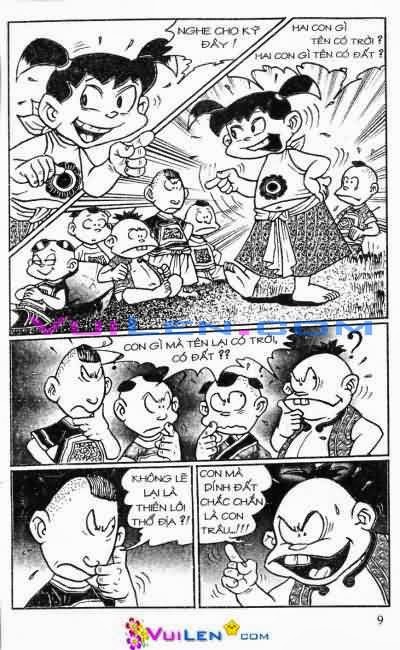 NGHE CHO KỸ
ĐÂY !
HAI CON GÌ
TÊN CÓ TRỜI ?
HAI CON GÌ TÊN CÓ ĐẤT ?
VuiLen.com
CON GÌ MÀ TÊN LẠI CÓ TRỜI,
CÓ ĐẤT ??
?
KHÔNG LẼ
LẠI LÀ
THIÊN LÔI
THỔ ĐỊA ?!
CON MÀ
DÍNH ĐẤT
CHẮC CHẮN
LÀ CON
TRÂU...!!!
9
VuiLen.com